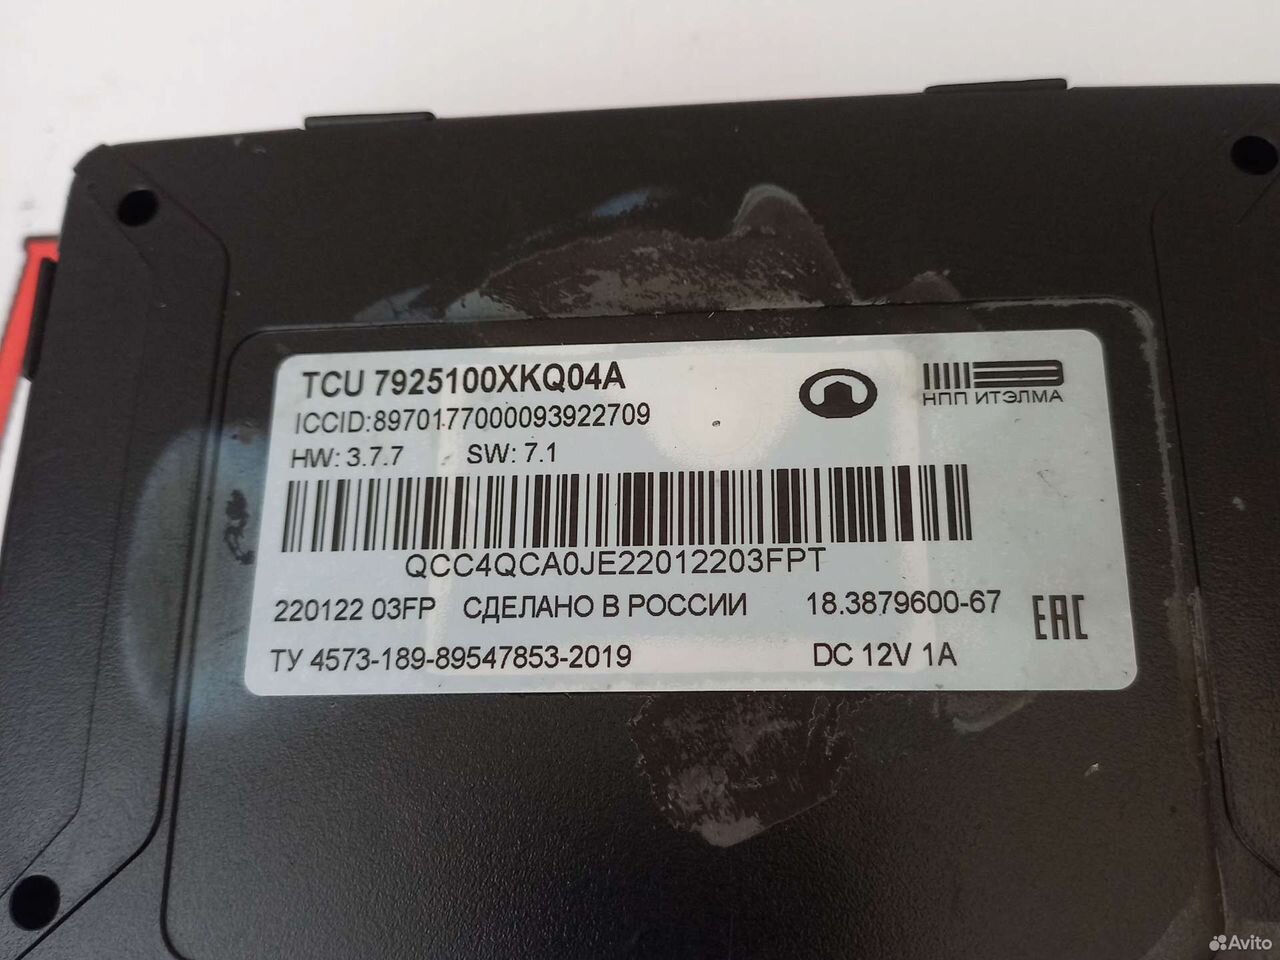 TCU 7925100XKQ04A
НПП ИТЭЛМА
ICCID:8970177000093922709
HW: 3.7.7 SW: 7.1
QCC4QCA0JE22012203FPT
220122 03FP СДЕЛАНО В РОССИИ 18.3879600-67
EAC
ТУ 4573-189-89547853-2019 DC 12V 1A
Avito